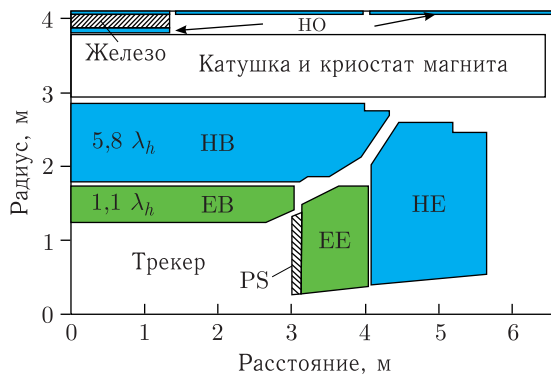 4
НО
Железо
Катушка и криостат магнита
3
5,8 λh
HB
2
1,1 λh
EB
HE
EE
1
Трекер
PS
0
0
1
2
3
4
5
6
Радиус, м
Расстояние, м